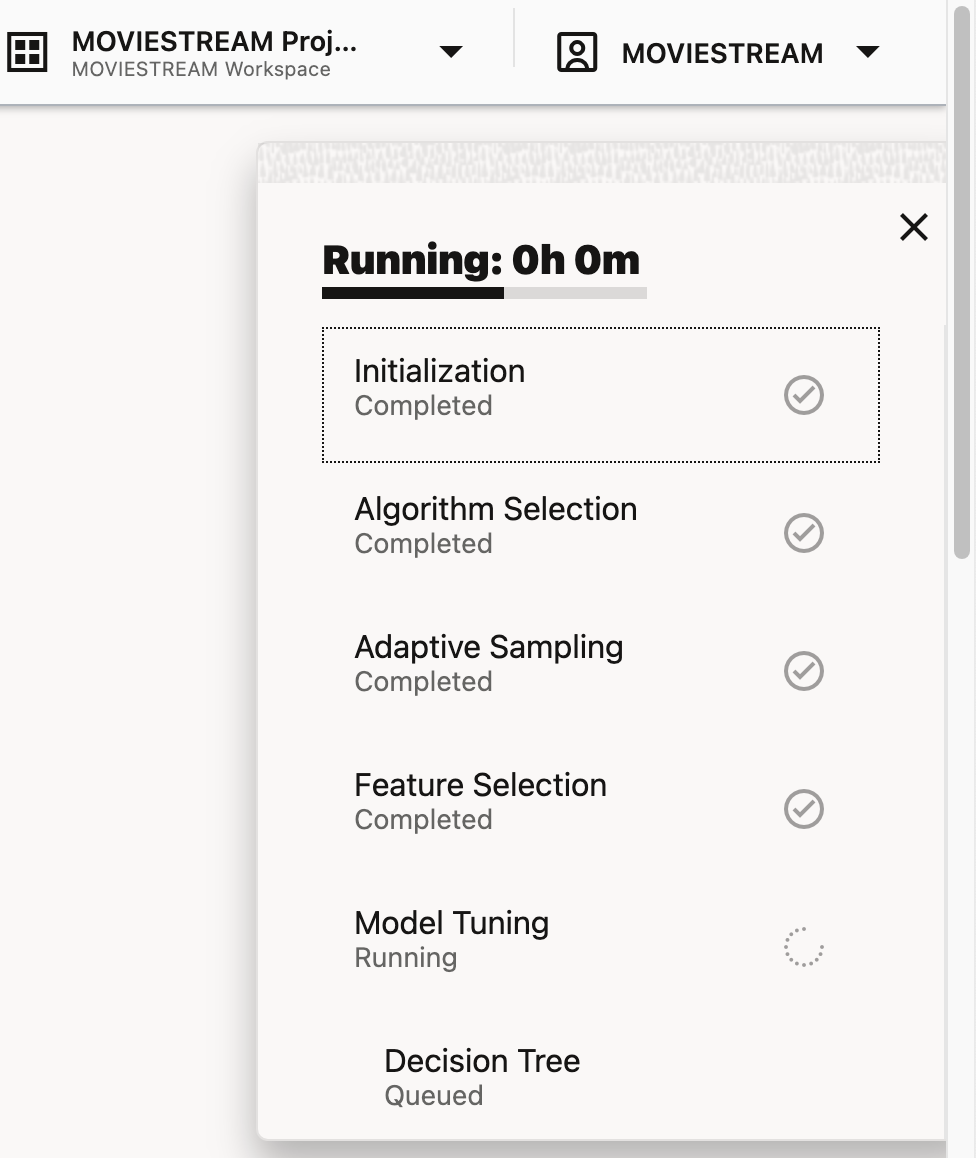 MOVIESTREAM Proj...
MOVIESTREAM Workspace
MOVIESTREAM
Running: 0h 0m
Initialization
Completed
Algorithm Selection
Completed
Adaptive Sampling
Completed
Feature Selection
Completed
Model Tuning
Running
Decision Tree
Queued